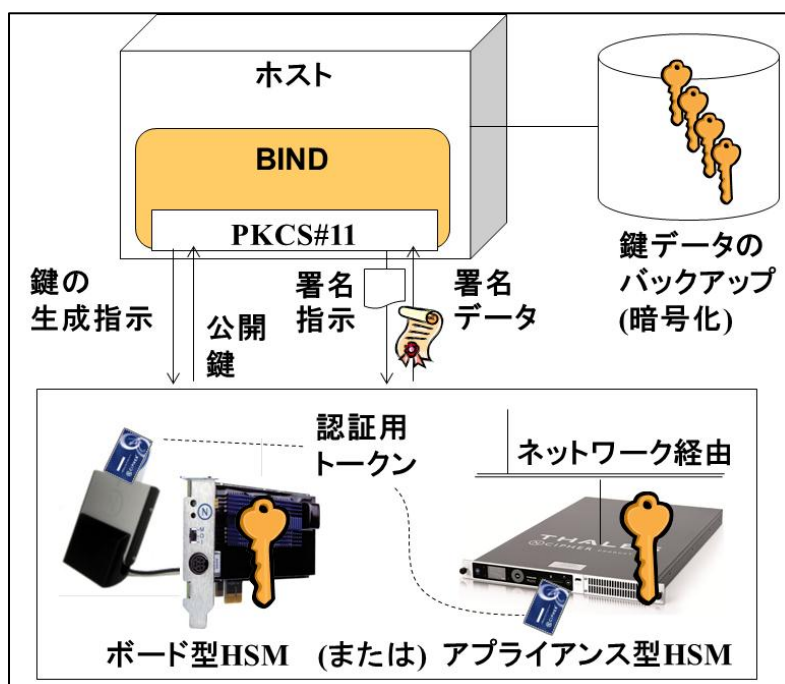 ホスト
BIND
PKCS#11
鍵の
生成指示
公開
鍵
署名
指示
署名
データ
鍵データの
バックアップ
(暗号化)
認証用
トークン
ネットワーク経由
THALES
ボード型HSM
(または)
アプライアンス型HSM